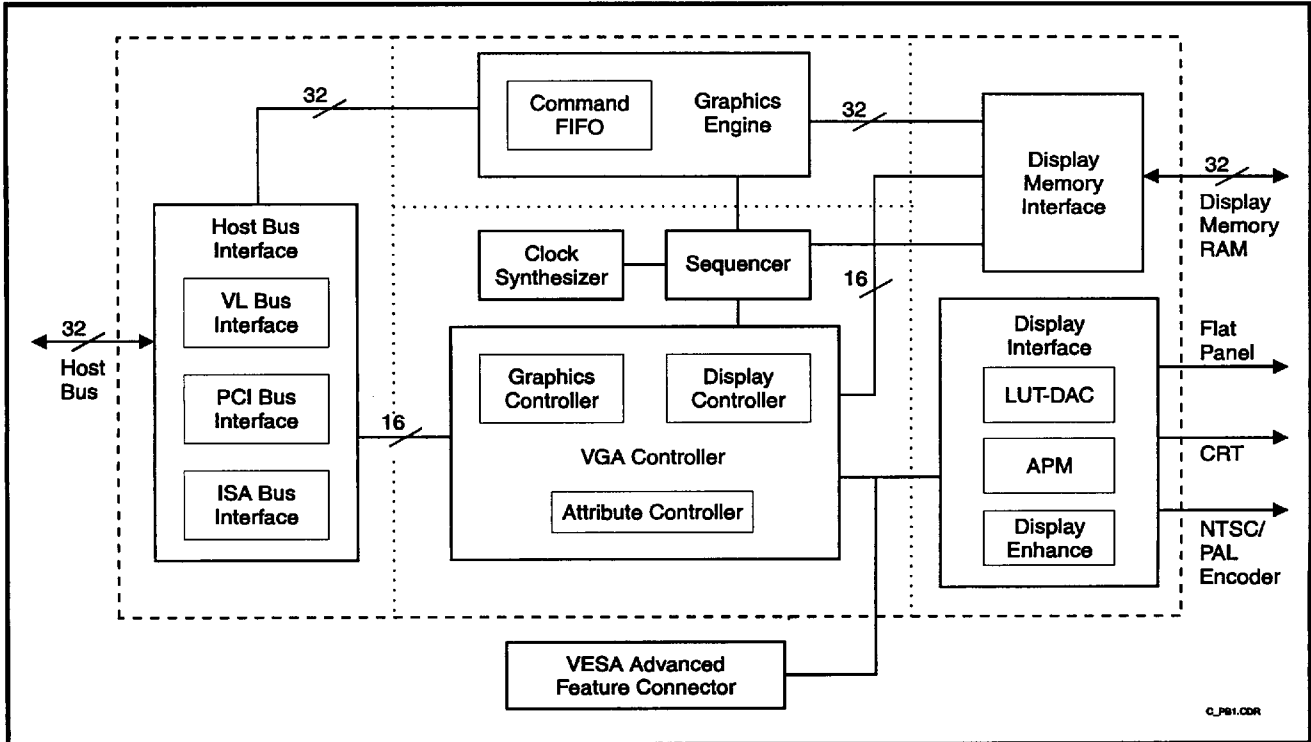 32
Command
FIFO
Graphics
Engine
32
Display
Memory
Interface
32
Display
Memory
RAM
Host Bus
Interface
VL Bus
Interface
PCI Bus
Interface
ISA Bus
Interface
32
Host
Bus
16
Clock
Synthesizer
Sequencer
16
Graphics
Controller
Display
Controller
VGA Controller
Attribute Controller
Display
Interface
LUT-DAC
APM
Display
Enhance
Flat
Panel
CRT
NTSC/
PAL
Encoder
VESA Advanced
Feature Connector
C_PB1.CDR